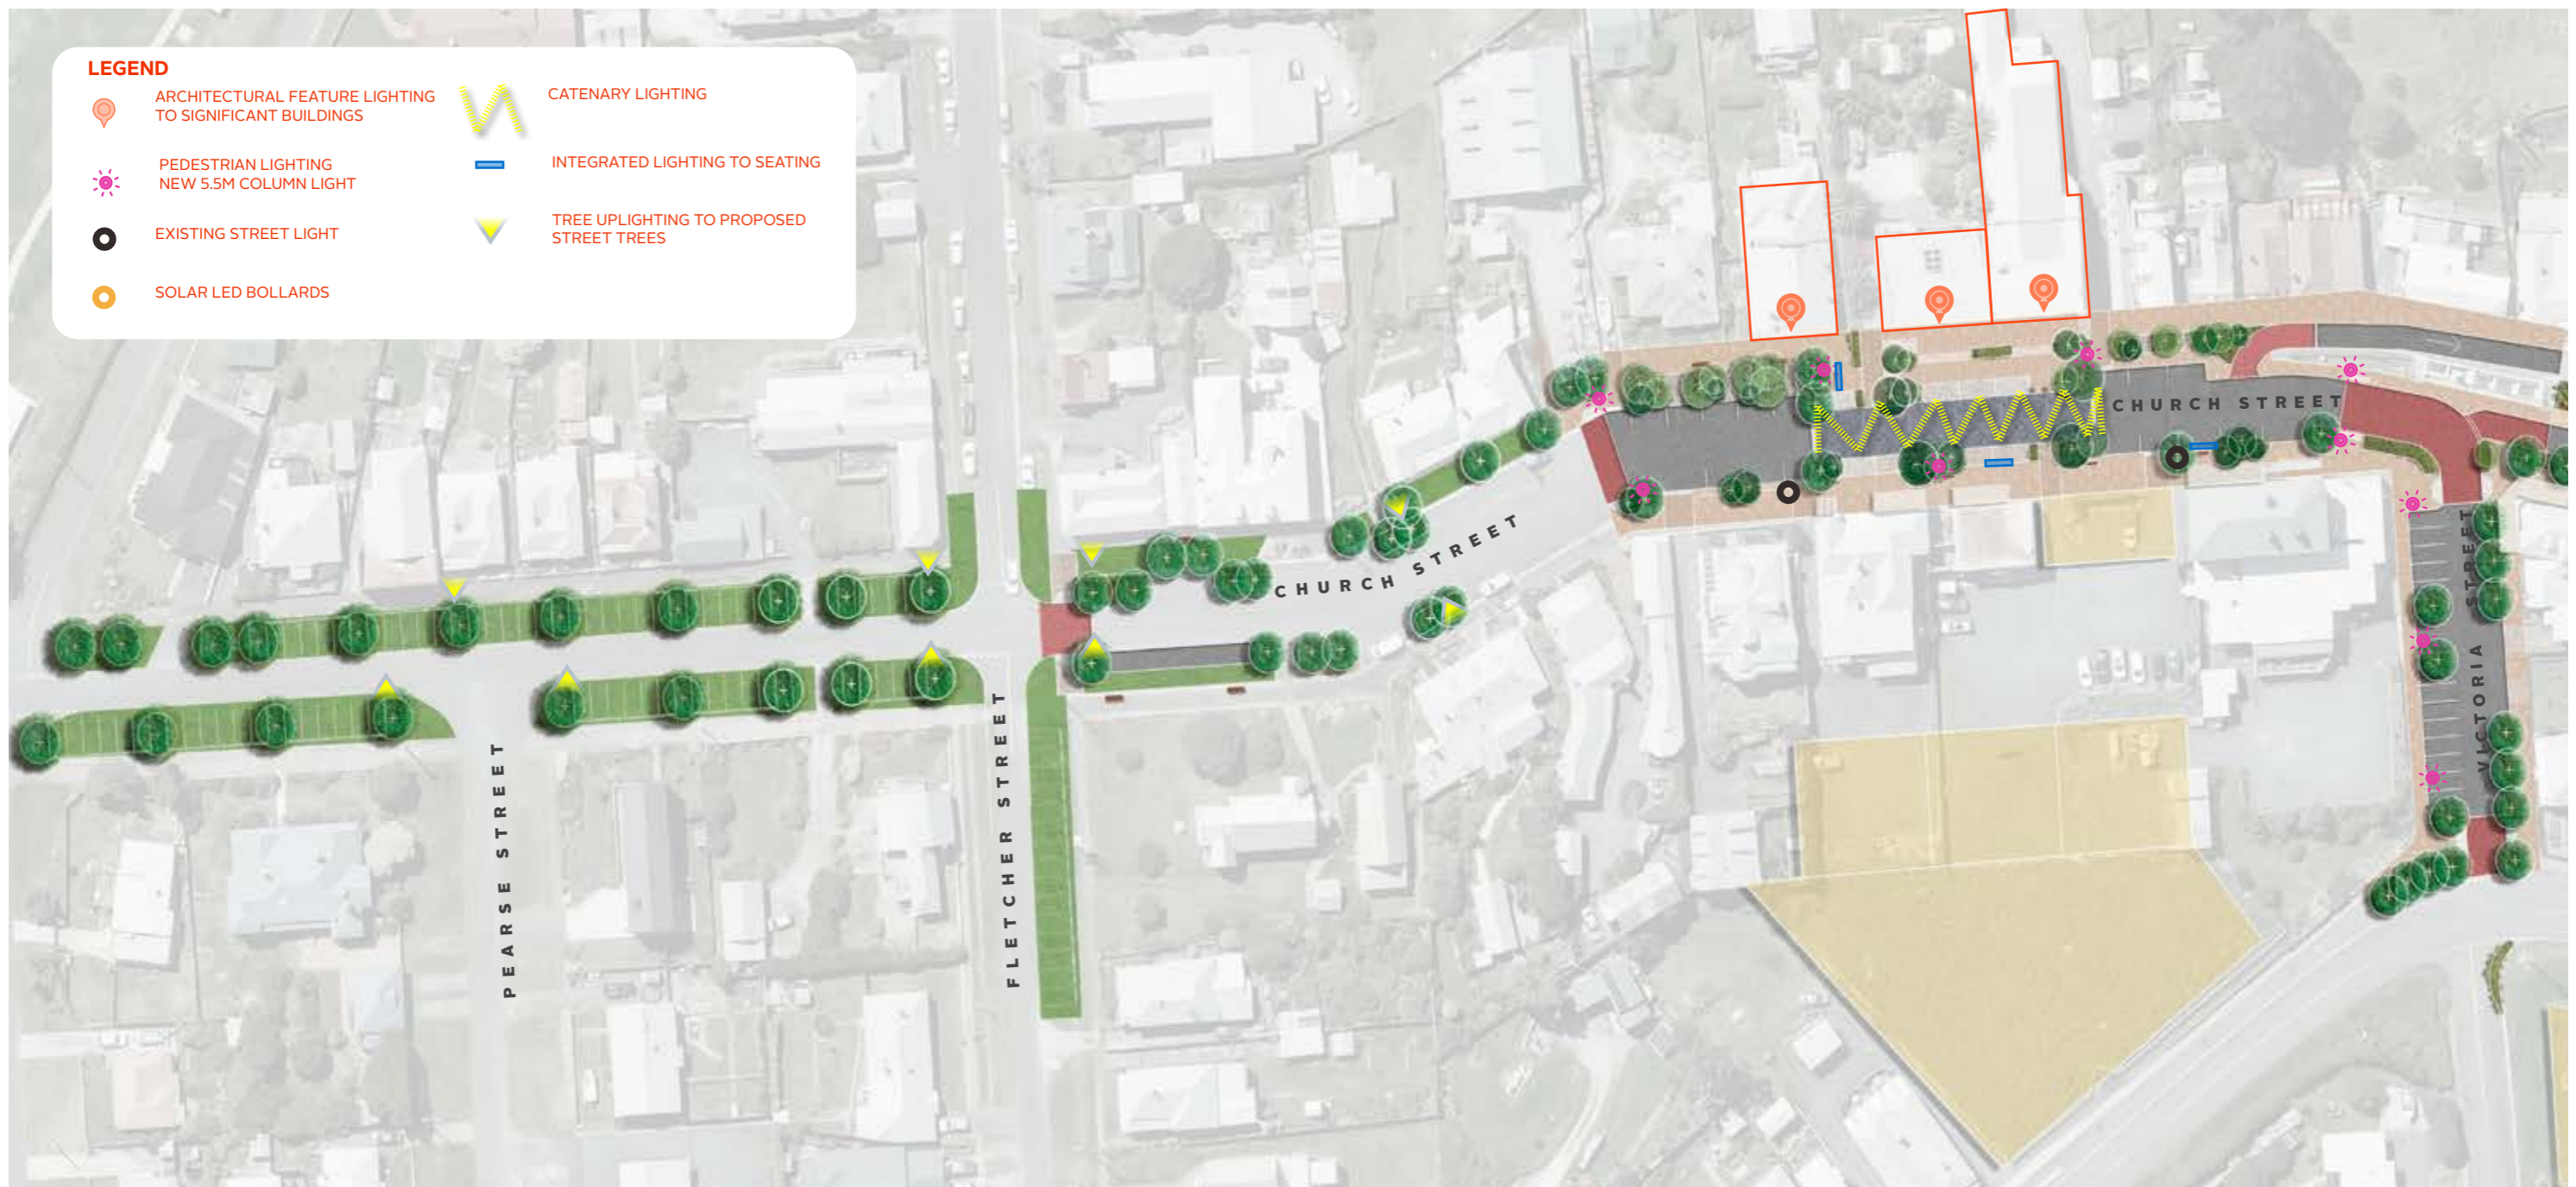 LEGEND
ARCHITECTURAL FEATURE LIGHTING
TO SIGNIFICANT BUILDINGS
PEDESTRIAN LIGHTING
NEW 5.5M COLUMN LIGHT
EXISTING STREET LIGHT
SOLAR LED BOLLARDS
CATENARY LIGHTING
INTEGRATED LIGHTING TO SEATING
TREE UPLIGHTING TO PROPOSED
STREET TREES
CHURCH STREET
CHURCH STREET
PEARSE STREET
FLETCHER STREET
VICTORIA STREET